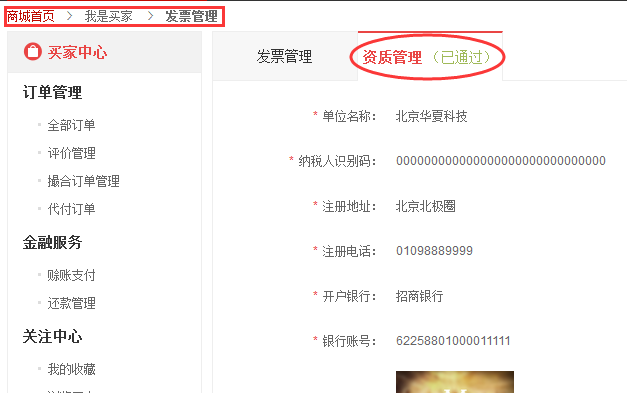 商城首页 > 我是买家 > 发票管理
买家中心
订单管理
全部订单
评价管理
撮合订单管理
代付订单
金融服务
赊账支付
还款管理
关注中心
我的收藏
发票管理
资质管理（已通过）
* 单位名称： 北京华夏科技
* 纳税人识别码： 000000000000000000000000000000
* 注册地址： 北京北极圈
* 注册电话： 01098889999
* 开户银行： 招商银行
* 银行账号： 62258801000011111